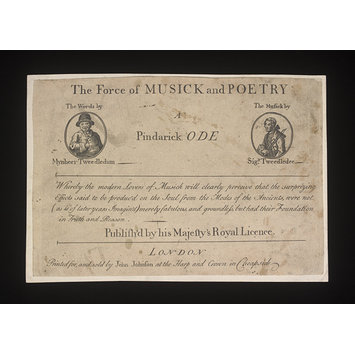 The Force of MUSICK and POETRY
The Words by
A
The Musick by
Pindarick ODE
Mynheer Tweedledum
Sigr. Tweedledee
Whereby the modern Lovers of Musick will clearly perceive that the surprizing
Effects said to be produced on the Soul from the Modes of the Ancients, were not
(as is of later years Imagin'd) merely fabulous, and groundless, but had their Foundation
in Truth and Reason.
Publish'd by his Majesty's Royal Licence.
LONDON
Printed for, and sold by John Johnson at the Harp and Crown in Cheapside